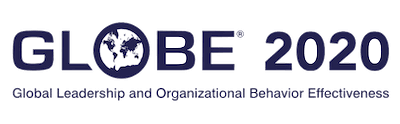 GLOBE® 2020
Global Leadership and Organizational Behavior Effectiveness